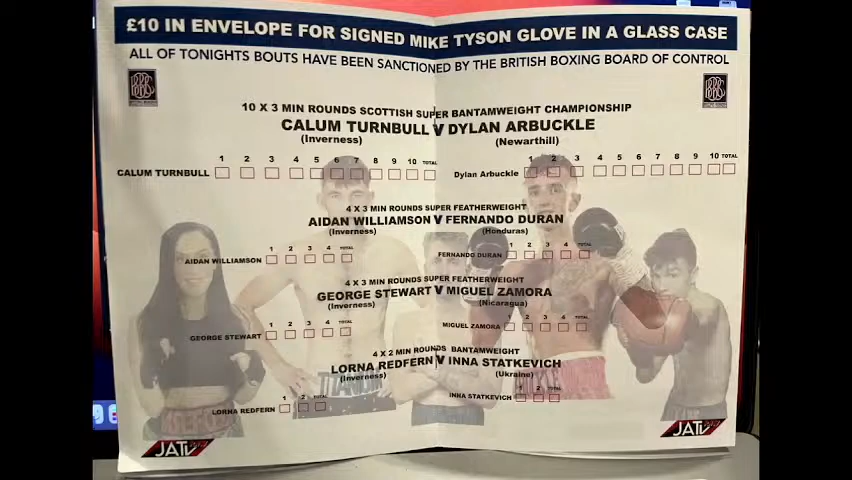 £10 IN ENVELOPE FOR SIGNED MIKE TYSON GLOVE IN A GLASS CASE
ALL OF TONIGHTS BOUTS HAVE BEEN SANCTIONED BY THE BRITISH BOXING BOARD OF CONTROL
10 X 3 MIN ROUNDS SCOTTISH SUPER BANTAMWEIGHT CHAMPIONSHIP
CALUM TURNBULL V DYLAN ARBUCKLE
(Inverness) (Newarthill)
1 2 3 4 5 6 7 8 9 10 TOTAL 1 2 3 4 5 6 7 8 9 10 TOTAL
CALUM TURNBULL Dylan Arbuckle
4 X 3 MIN ROUNDS SUPER FEATHERWEIGHT
AIDAN WILLIAMSON V FERNANDO DURAN
(Inverness) (Honduras)
1 2 3 4 TOTAL 1 2 3 4 TOTAL
AIDAN WILLIAMSON FERNANDO DURAN
4 X 3 MIN ROUNDS SUPER FEATHERWEIGHT
GEORGE STEWART V MIGUEL ZAMORA
(Inverness) (Nicaragua)
1 2 3 4 TOTAL 1 2 3 4 TOTAL
GEORGE STEWART MIGUEL ZAMORA
4 X 2 MIN ROUNDS BANTAMWEIGHT
LORNA REDFERN V INNA STATKEVICH
(Inverness) (Ukraine)
1 2 TOTAL 1 2 TOTAL
LORNA REDFERN INNA STATKEVICH
JATV JATV